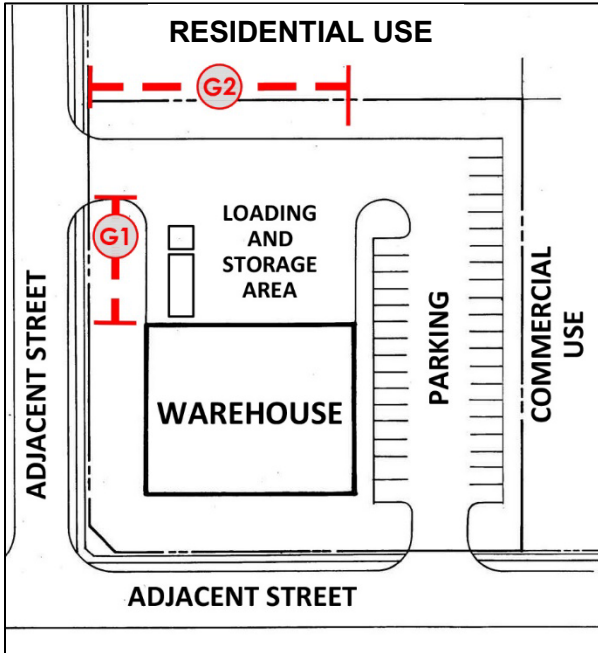 RESIDENTIAL USE
G2
G1
LOADING
AND
STORAGE
AREA
ADJACENT STREET
WAREHOUSE
PARKING
COMMERCIAL
USE
ADJACENT STREET